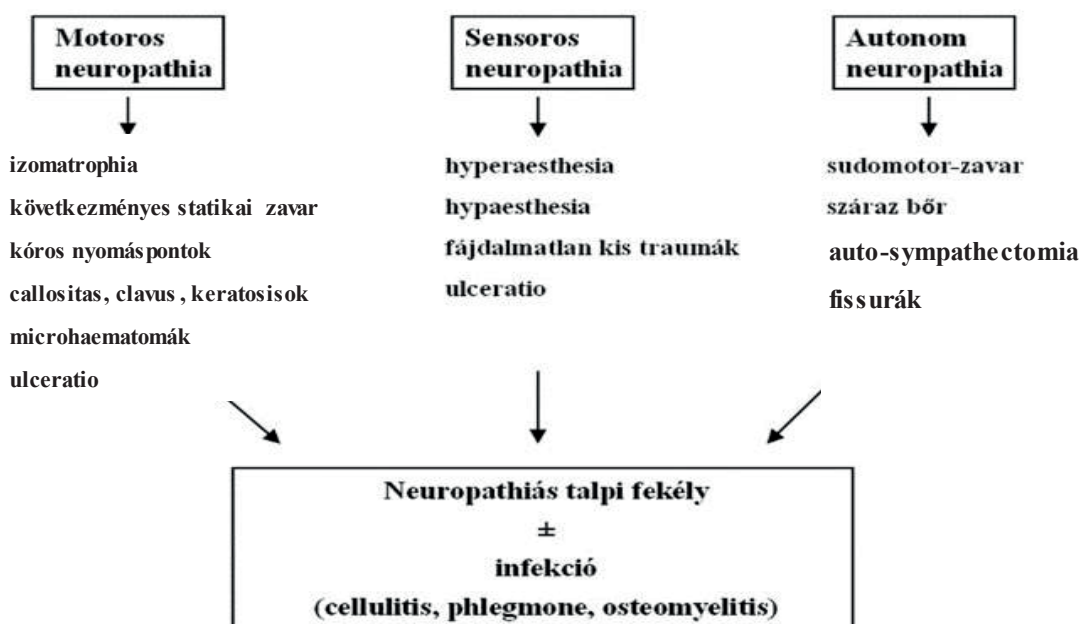 Motoros
neuropathia
izomatrophia
következményes statikai zavar
kóros nyomáspontok
callositas, clavus, keratosisok
microhaematomák
ulceratio
Sensoros
neuropathia
hyperaesthesia
hypaesthesia
fájdalmatlan kis traumák
ulceratio
Autonom
neuropathia
sudomotor-zavar
száraz bőr
auto-sympathectomia
fissurák
Neuropathiás talpi fekély
±
infekció
(cellulitis, phlegmone, osteomyelitis)